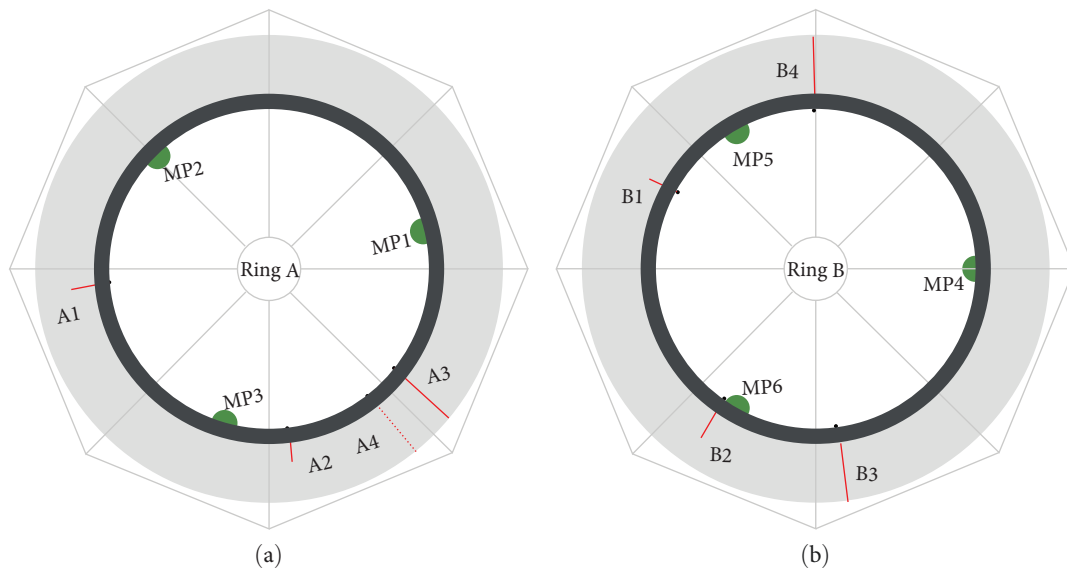 MP2
MP1
Ring A
A1
A3
MP3
A4
A2
(a)
B4
MP5
B1
Ring B
MP4
MP6
B2
B3
(b)